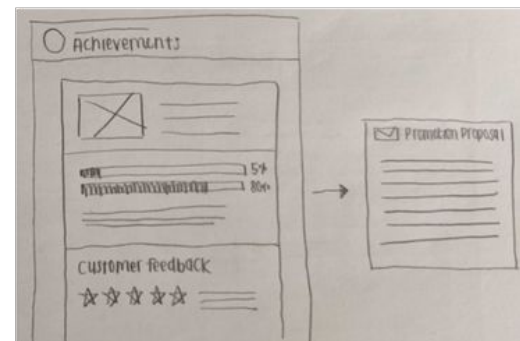 Achievements
5%
80%
Customer feedback
Promotion Proposal